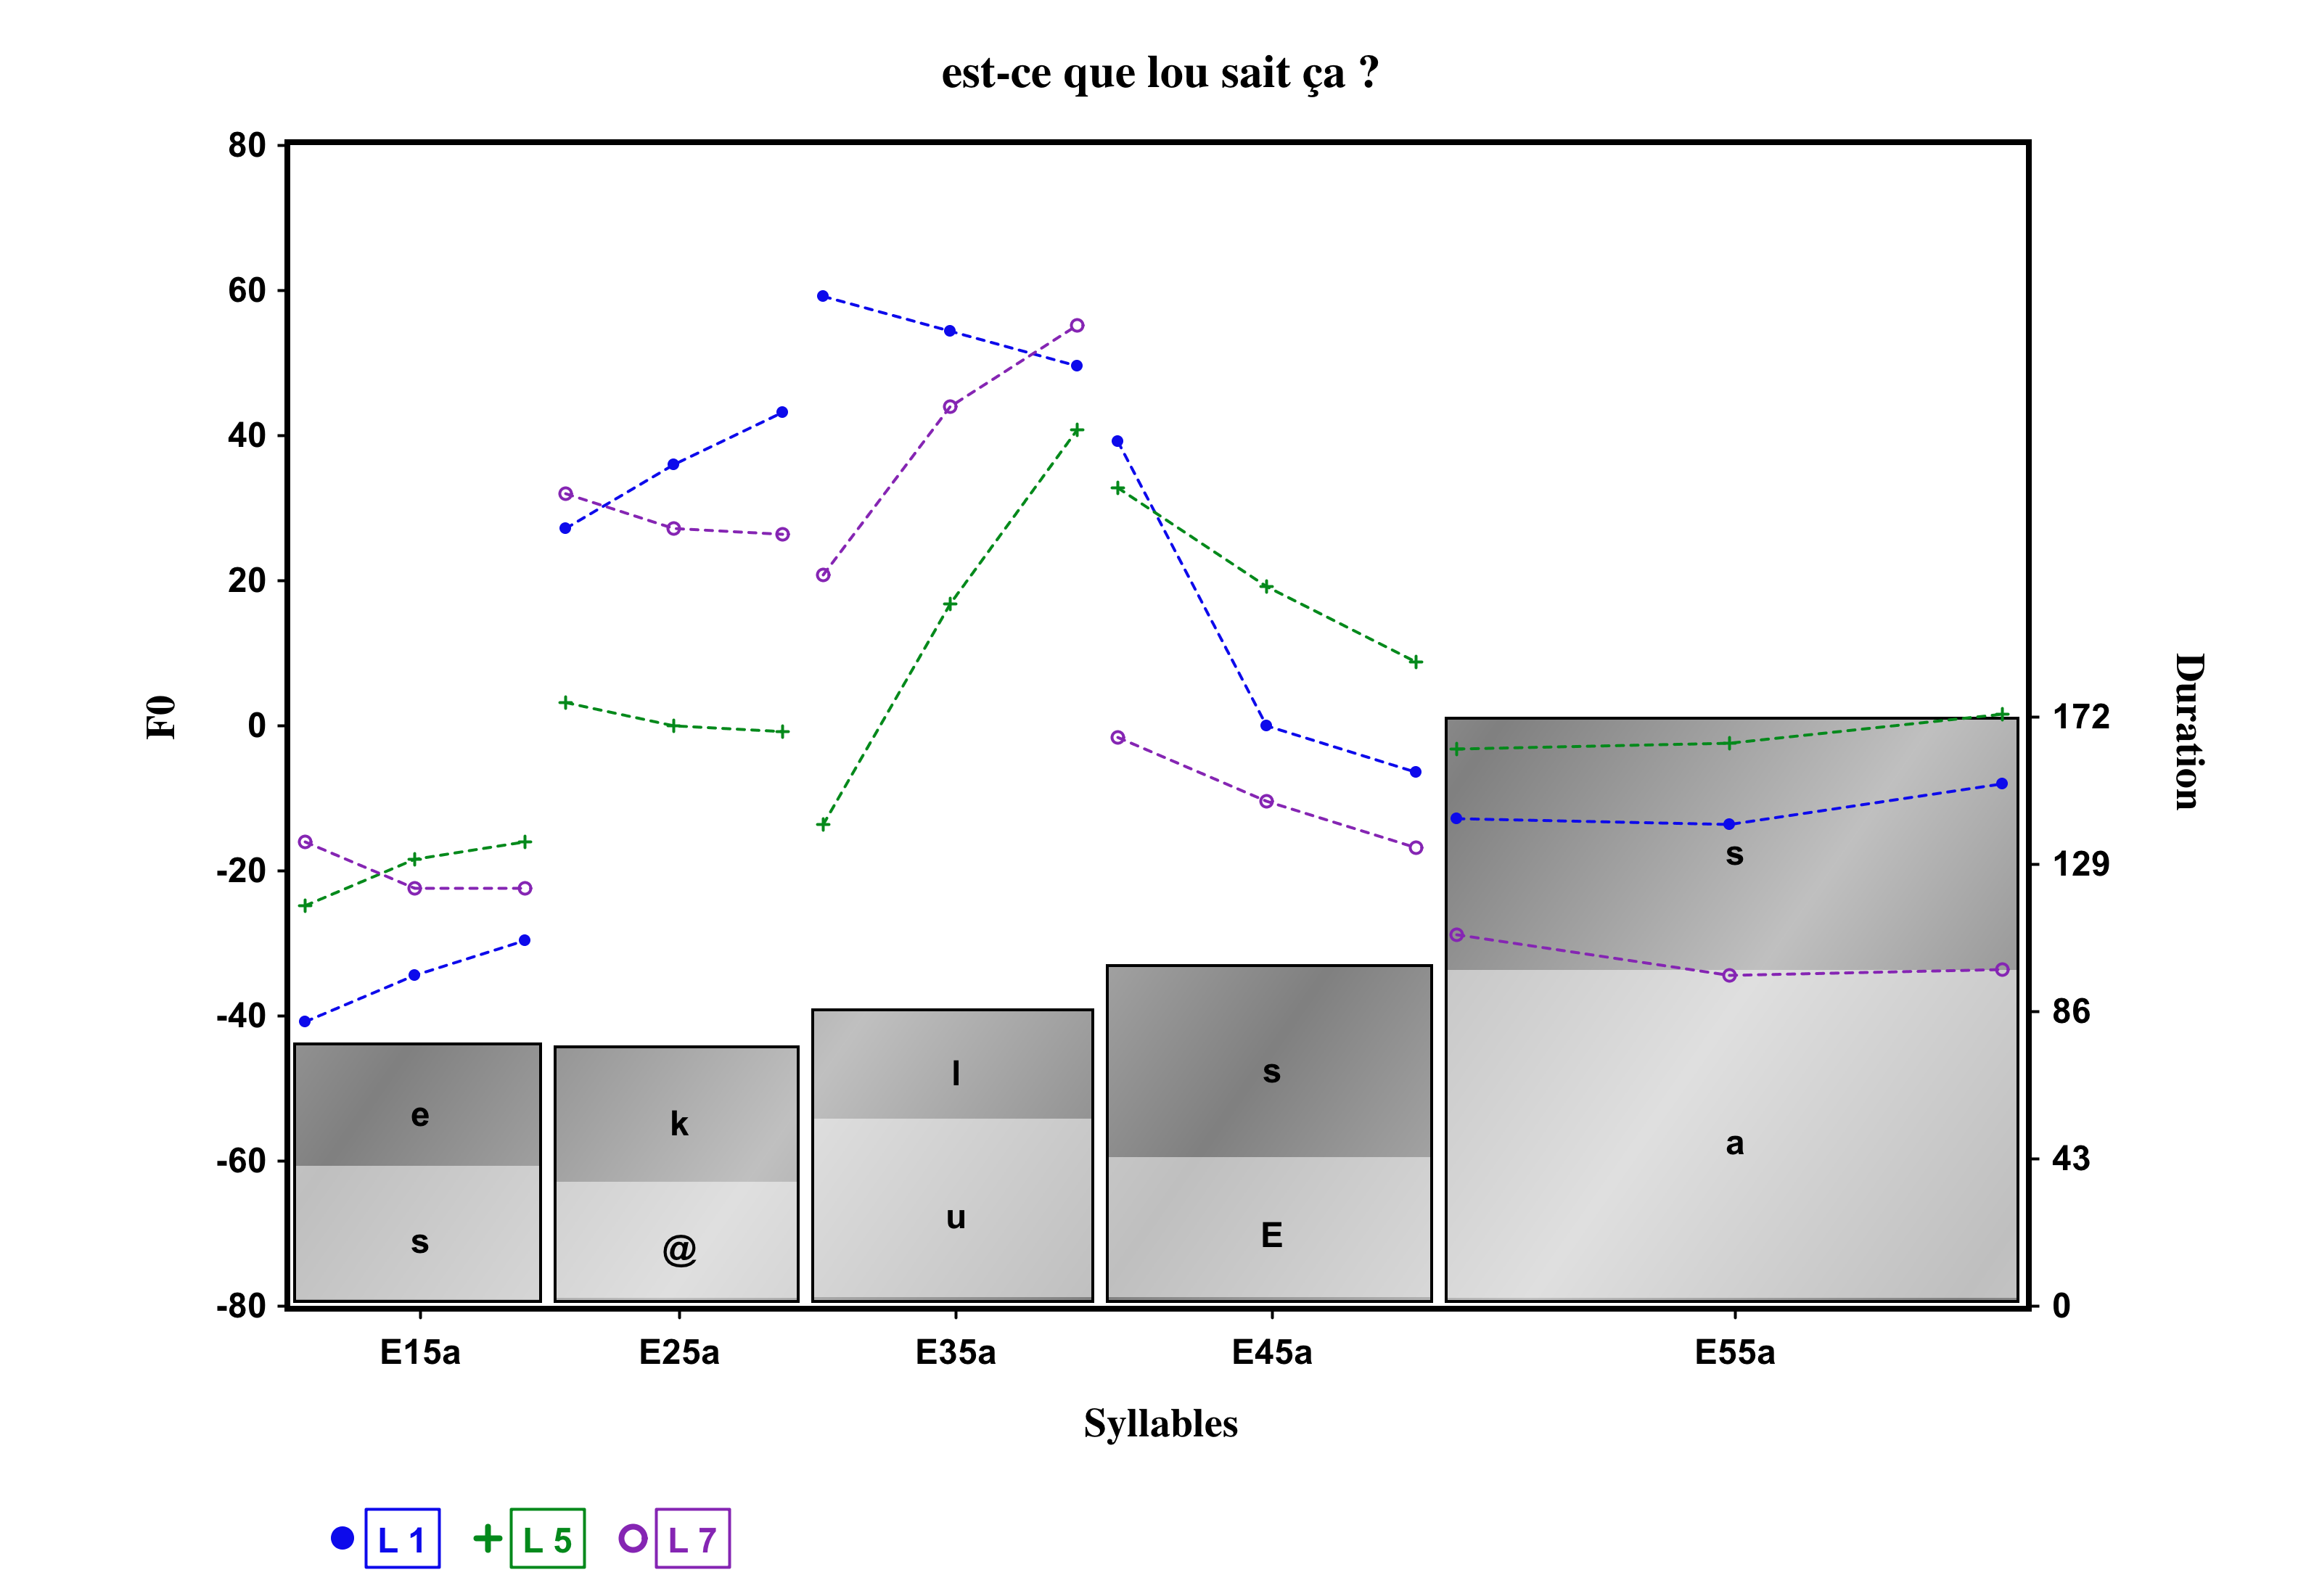 est-ce que lou sait ça ?
80
60
40
20
0
-20
-40
-60
-80
F0
172
129
86
43
0
Duration
e
s
k
@
l
u
s
E
s
a
E15a E25a E35a E45a E55a
Syllables
L 1 L 5 L 7